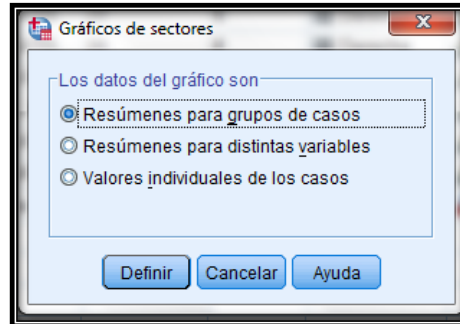 Gráficos de sectores
Los datos del gráfico son
Resúmenes para grupos de casos
Resúmenes para distintas variables
Valores individuales de los casos
Definir Cancelar Ayuda